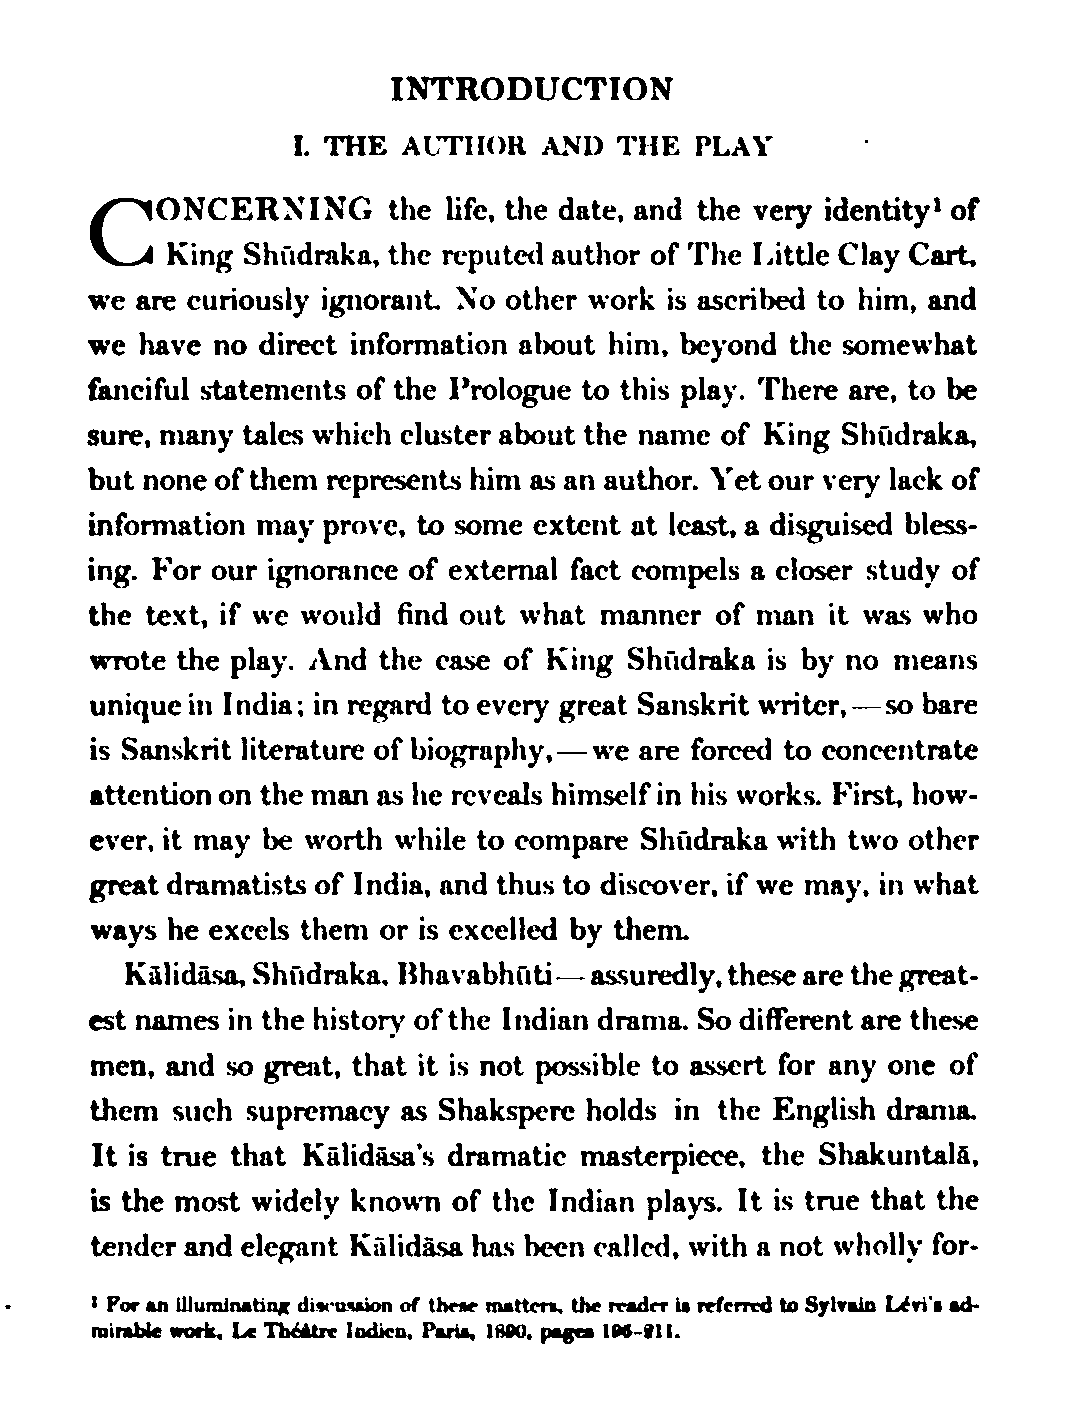 INTRODUCTION
I. THE AUTHOR AND THE PLAY
CONCERNING the life, the date, and the very identity¹ of
King Shūdraka, the reputed author of The Little Clay Cart,
we are curiously ignorant. No other work is ascribed to him, and
we have no direct information about him, beyond the somewhat
fanciful statements of the Prologue to this play. There are, to be
sure, many tales which cluster about the name of King Shūdraka,
but none of them represents him as an author. Yet our very lack of
information may prove, to some extent at least, a disguised bless-
ing. For our ignorance of external fact compels a closer study of
the text, if we would find out what manner of man it was who
wrote the play. And the case of King Shūdraka is by no means
unique in India; in regard to every great Sanskrit writer,—so bare
is Sanskrit literature of biography,—we are forced to concentrate
attention on the man as he reveals himself in his works. First, how-
ever, it may be worth while to compare Shūdraka with two other
great dramatists of India, and thus to discover, if we may, in what
ways he excels them or is excelled by them.
Kālidāsa, Shūdraka, Bhavabhūti—assuredly, these are the great-
est names in the history of the Indian drama. So different are these
men, and so great, that it is not possible to assert for any one of
them such supremacy as Shakspere holds in the English drama.
It is true that Kālidāsa's dramatic masterpiece, the Shakuntalā,
is the most widely known of the Indian plays. It is true that the
tender and elegant Kālidāsa has been called, with a not wholly for-
¹ For an illuminating discussion of these matters, the reader is referred to Sylvain Lévi's ad-
mirable work, Le Théâtre Indien, Paris, 1890, pages 196-211.